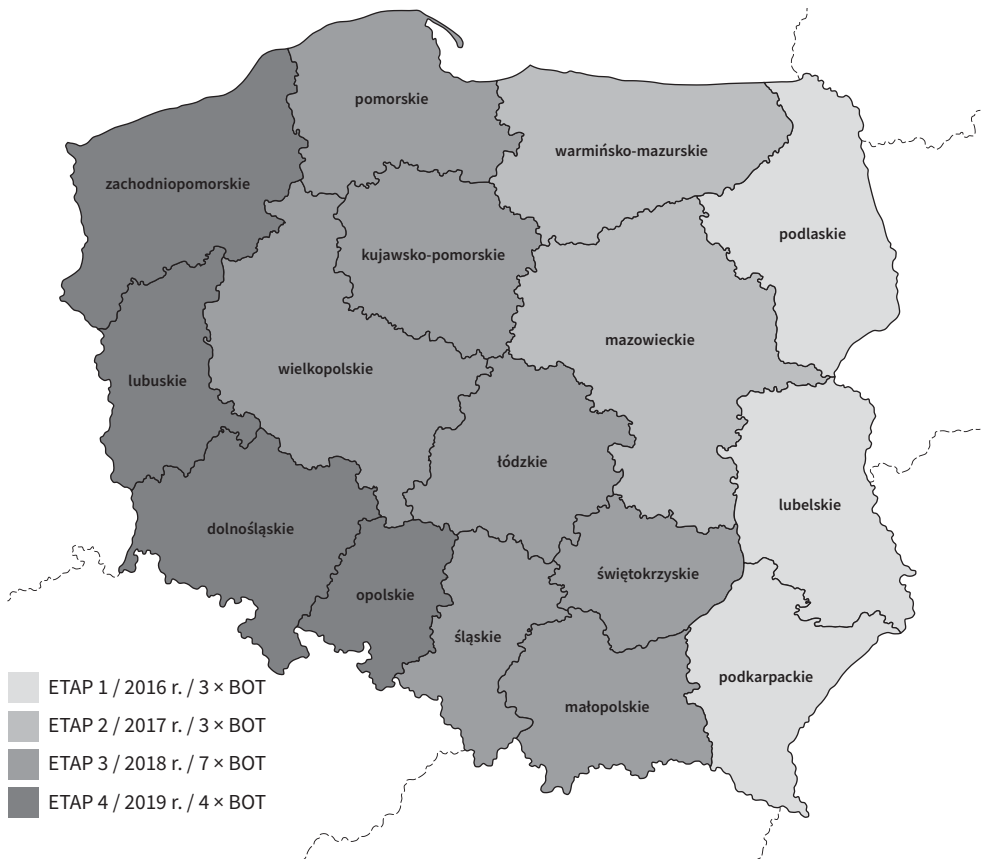 pomorskie
warmińsko-mazurskie
zachodniopomorskie
podlaskie
kujawsko-pomorskie
mazowieckie
wielkopolskie
lubuskie
łódzkie
lubelskie
dolnośląskie
świętokrzyskie
opolskie
śląskie
podkarpackie
małopolskie
ETAP 1 / 2016 r. / 3 × BOT
ETAP 2 / 2017 r. / 3 × BOT
ETAP 3 / 2018 r. / 7 × BOT
ETAP 4 / 2019 r. / 4 × BOT